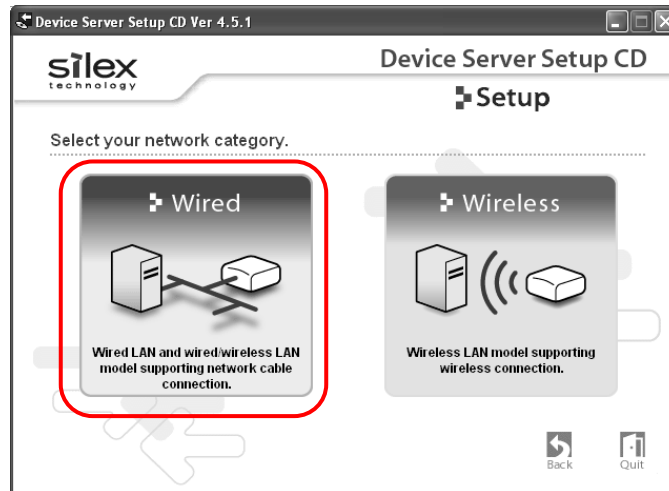 Device Server Setup CD Ver 4.5.1
silex
technology
Device Server Setup CD
Setup
Select your network category.
Wired
Wired LAN and wired/wireless LAN
model supporting network cable
connection.
Wireless
Wireless LAN model supporting
wireless connection.
Back
Quit